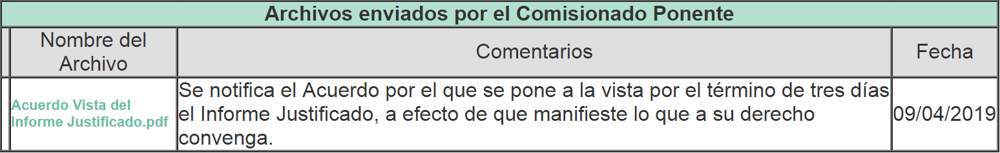 Archivos enviados por el Comisionado Ponente
Nombre del
Archivo
Comentarios
Fecha
Acuerdo Vista del
Informe Justificado.pdf
Se notifica el Acuerdo por el que se pone a la vista por el término de tres días
el Informe Justificado, a efecto de que manifieste lo que a su derecho
convenga.
09/04/2019